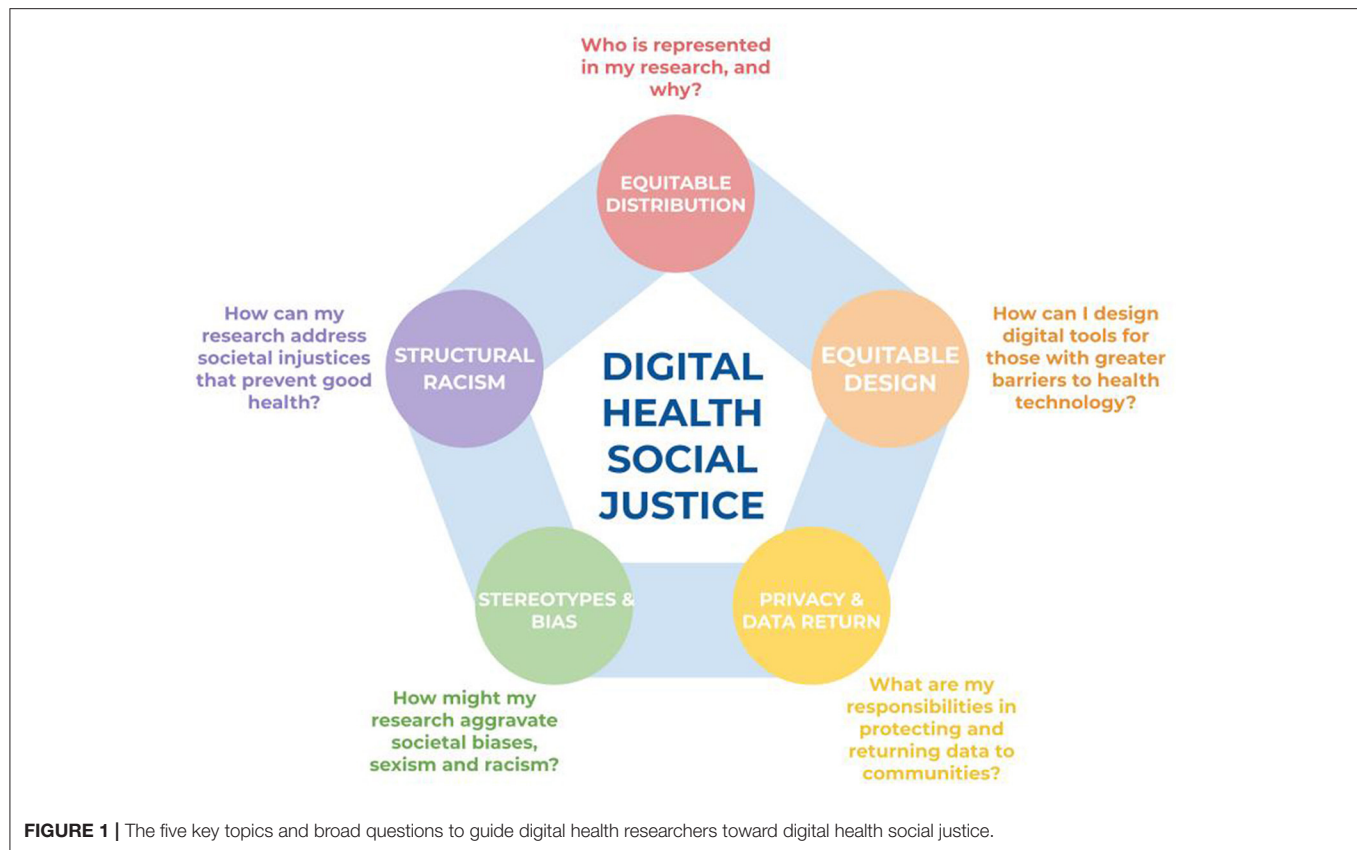 Who is represented
in my research, and
why?
EQUITABLE
DISTRIBUTION
How can my
research address
societal injustices
that prevent good
health?
STRUCTURAL
RACISM
DIGITAL
HEALTH
SOCIAL
JUSTICE
EQUITABLE
DESIGN
How can I design
digital tools for
those with greater
barriers to health
technology?
STEREOTYPES &
BIAS
PRIVACY &
DATA RETURN
How might my
research aggravate
societal biases,
sexism and racism?
What are my
responsibilities in
protecting and
returning data to
communities?
FIGURE 1 | The five key topics and broad questions to guide digital health researchers toward digital health social justice.